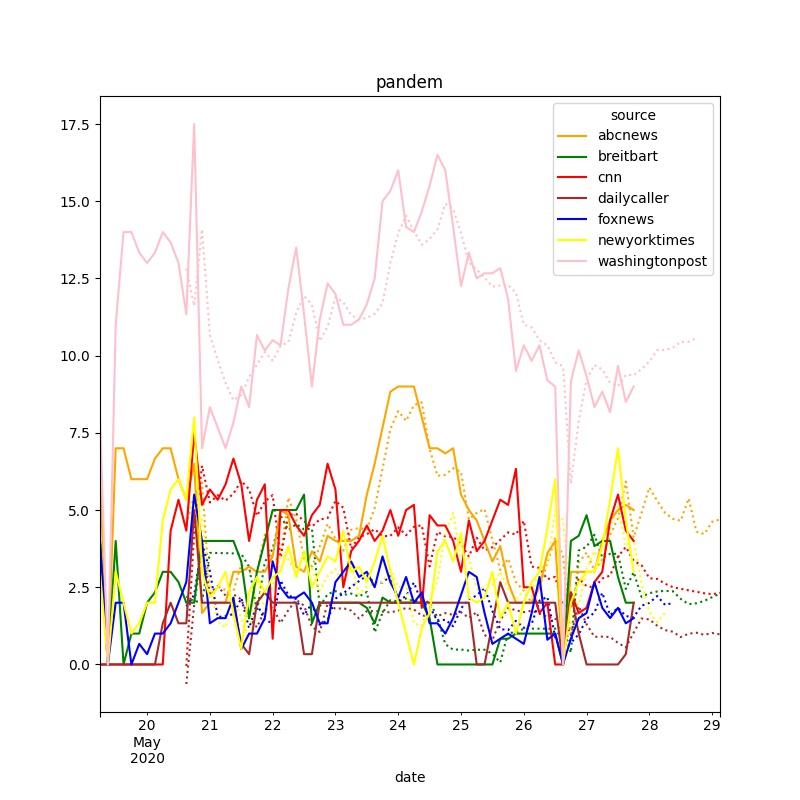 pandem
source
abcnews
breitbart
cnn
dailycaller
foxnews
newyorktimes
washingtonpost
17.5
15.0
12.5
10.0
7.5
5.0
2.5
0.0
20 21 22 23 24 25 26 27 28 29
May
2020
date